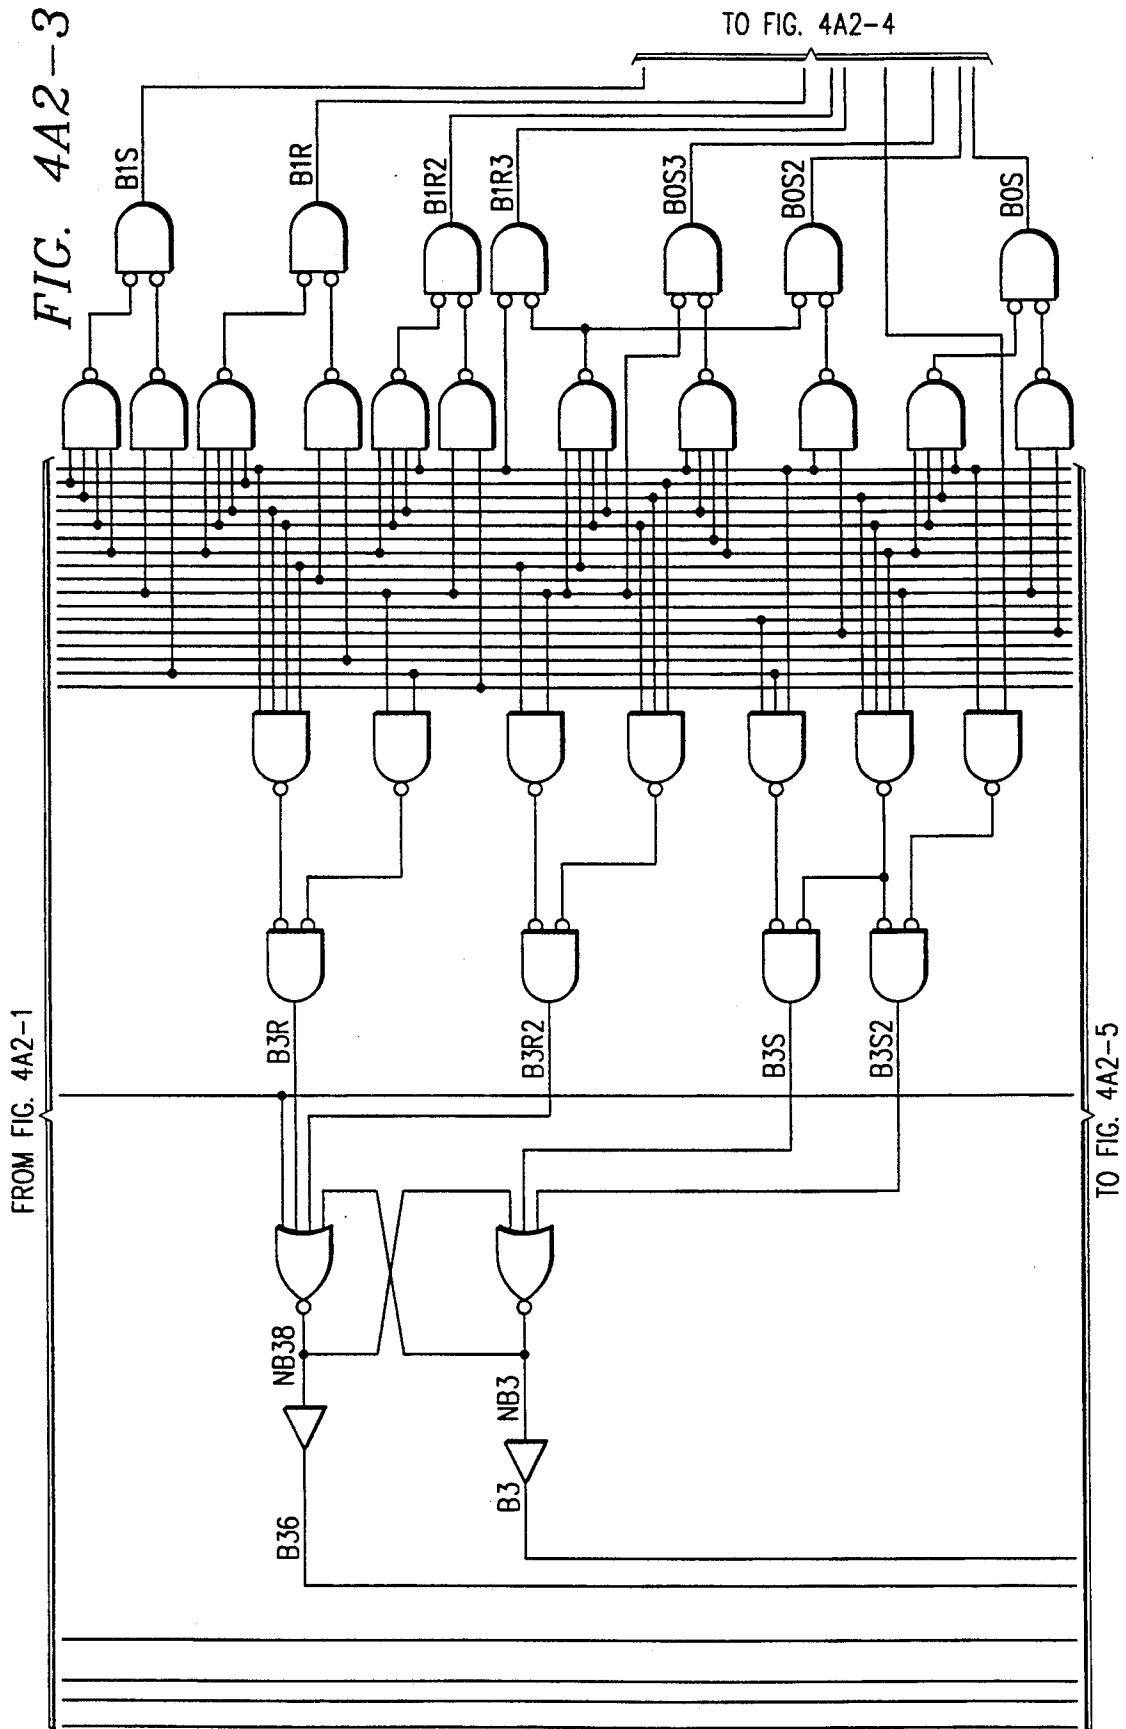 FIG. 4A2-3
TO FIG. 4A2-4
B1S
B1R
B1R2
B1R3
B0S3
B0S2
B0S
FROM FIG. 4A2-1
B3R
B3R2
B3S
B3S2
TO FIG. 4A2-5
NB38
NB3
B36
B3